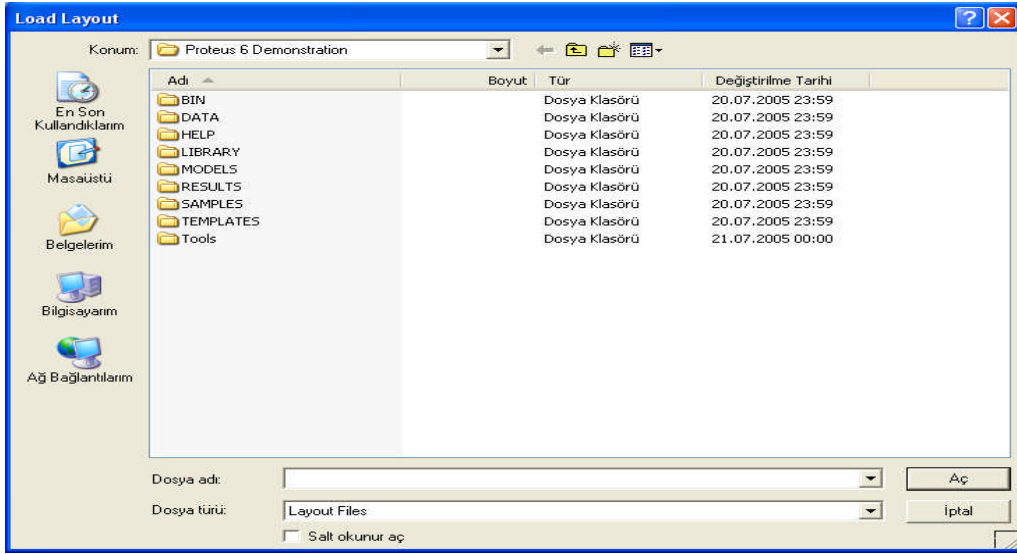 Load Layout
Konum: Proteus 6 Demonstration
Adı Boyut Tür Değiştirilme Tarihi
BIN Dosya Klasörü 20.07.2005 23:59
DATA Dosya Klasörü 20.07.2005 23:59
HELP Dosya Klasörü 20.07.2005 23:59
LIBRARY Dosya Klasörü 20.07.2005 23:59
MODELS Dosya Klasörü 20.07.2005 23:59
RESULTS Dosya Klasörü 20.07.2005 23:59
SAMPLES Dosya Klasörü 20.07.2005 23:59
TEMPLATES Dosya Klasörü 20.07.2005 23:59
Tools Dosya Klasörü 21.07.2005 00:00
En Son
Kullandıklarım
Masaüstü
Belgelerim
Bilgisayarım
Ağ Bağlantılarım
Dosya adı: Aç
Dosya türü: Layout Files İptal
Salt okunur aç